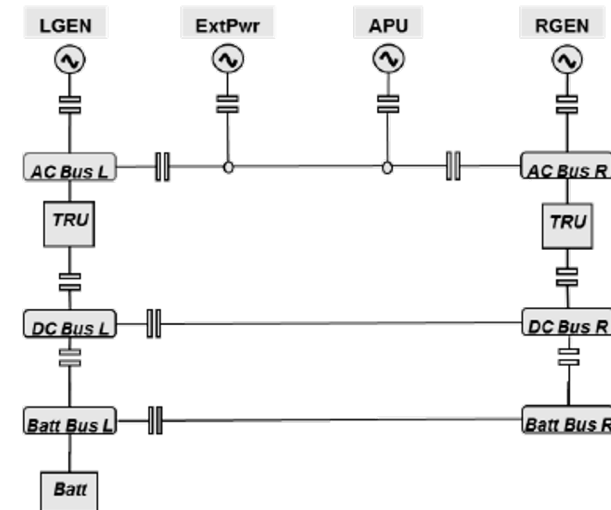 LGEN ExtPwr APU RGEN
AC Bus L AC Bus R
TRU TRU
DC Bus L DC Bus R
Batt Bus L Batt Bus R
Batt